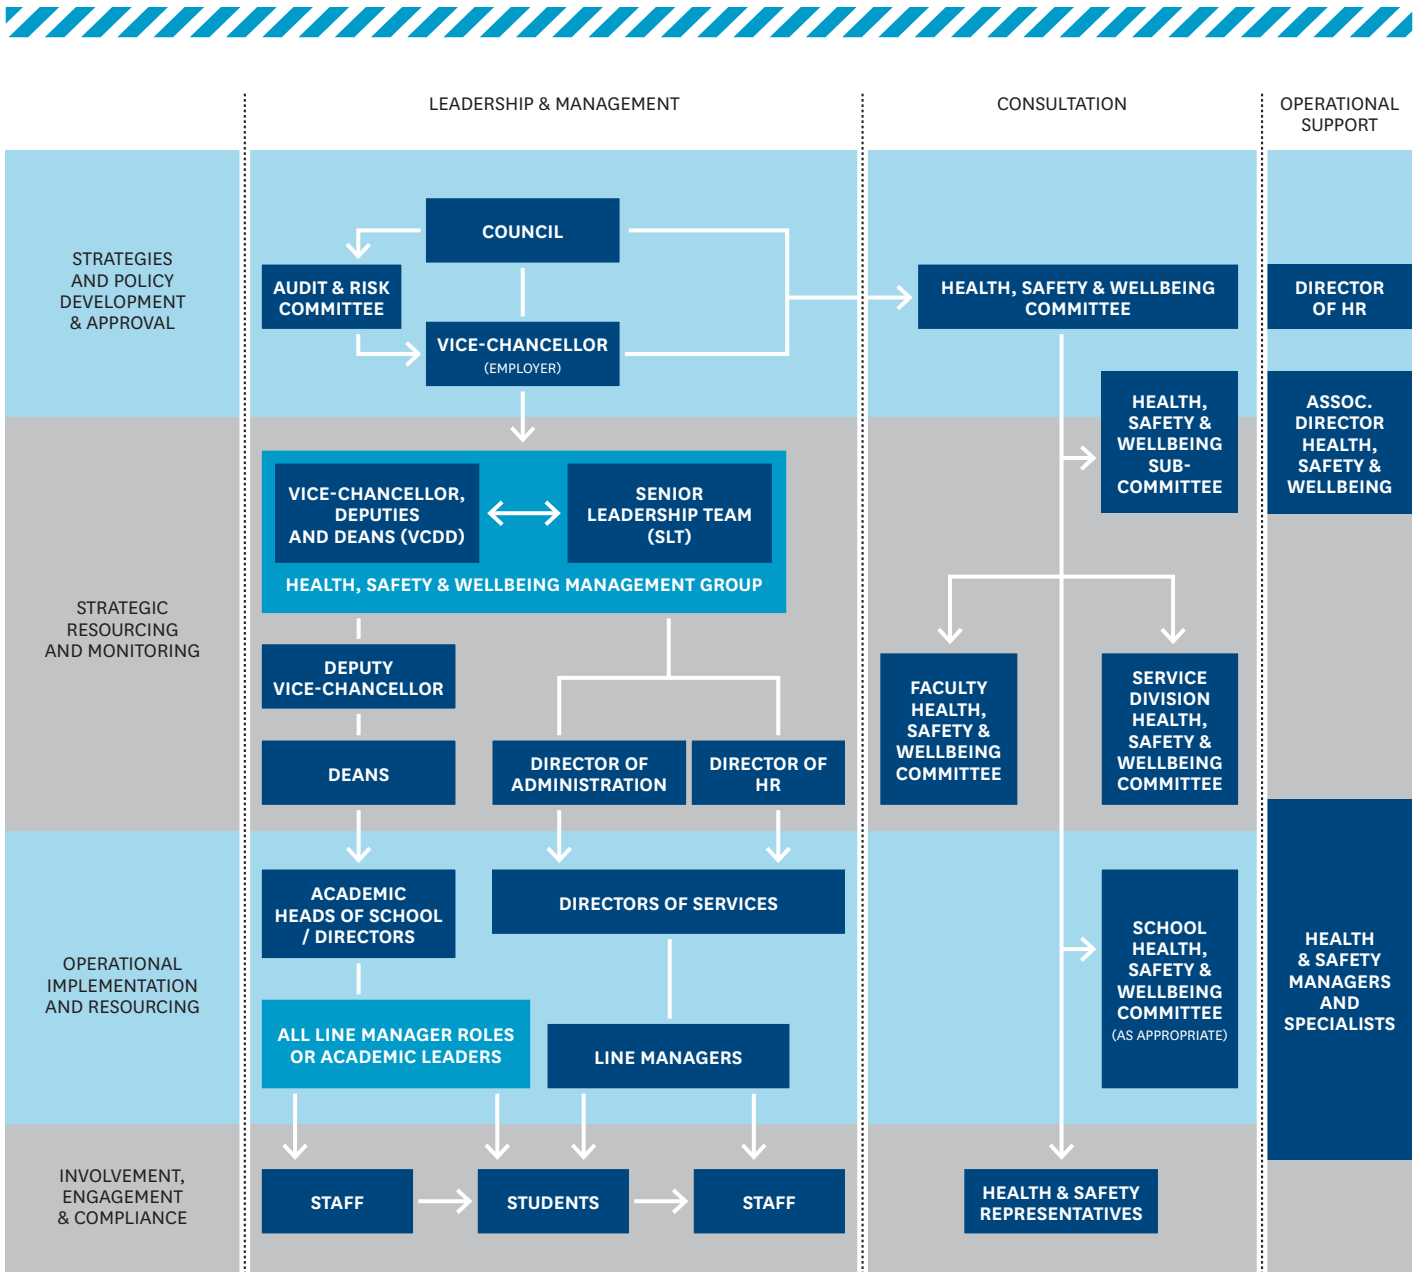 LEADERSHIP & MANAGEMENT
CONSULTATION
OPERATIONAL
SUPPORT
STRATEGIES
AND POLICY
DEVELOPMENT
& APPROVAL
COUNCIL
AUDIT & RISK
COMMITTEE
VICE-CHANCELLOR
(EMPLOYER)
HEALTH, SAFETY & WELLBEING
COMMITTEE
DIRECTOR
OF HR
HEALTH,
SAFETY &
WELLBEING
SUB-
COMMITTEE
ASSOC.
DIRECTOR
HEALTH,
SAFETY &
WELLBEING
STRATEGIC
RESOURCING
AND MONITORING
VICE-CHANCELLOR,
DEPUTIES
AND DEANS (VCDD)
SENIOR
LEADERSHIP TEAM
(SLT)
HEALTH, SAFETY & WELLBEING MANAGEMENT GROUP
DEPUTY
VICE-CHANCELLOR
DEANS
DIRECTOR OF
ADMINISTRATION
DIRECTOR OF
HR
FACULTY
HEALTH,
SAFETY &
WELLBEING
COMMITTEE
SERVICE
DIVISION
HEALTH,
SAFETY &
WELLBEING
COMMITTEE
OPERATIONAL
IMPLEMENTATION
AND RESOURCING
ACADEMIC
HEADS OF SCHOOL
/ DIRECTORS
DIRECTORS OF SERVICES
ALL LINE MANAGER ROLES
OR ACADEMIC LEADERS
LINE MANAGERS
SCHOOL
HEALTH,
SAFETY &
WELLBEING
COMMITTEE
(AS APPROPRIATE)
HEALTH
& SAFETY
MANAGERS
AND
SPECIALISTS
INVOLVEMENT,
ENGAGEMENT
& COMPLIANCE
STAFF
STUDENTS
STAFF
HEALTH & SAFETY
REPRESENTATIVES